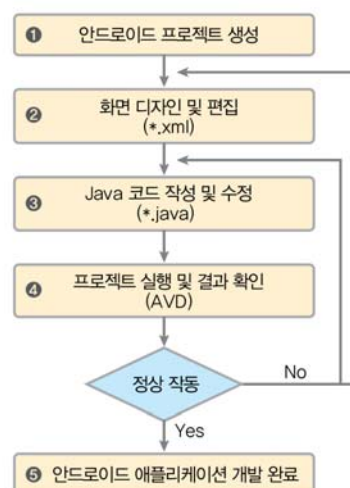 ❶ 안드로이드 프로젝트 생성
❷ 화면 디자인 및 편집
(*.xml)
❸ Java 코드 작성 및 수정
(*.java)
❹ 프로젝트 실행 및 결과 확인
(AVD)
정상 작동
No
Yes
❺ 안드로이드 애플리케이션 개발 완료